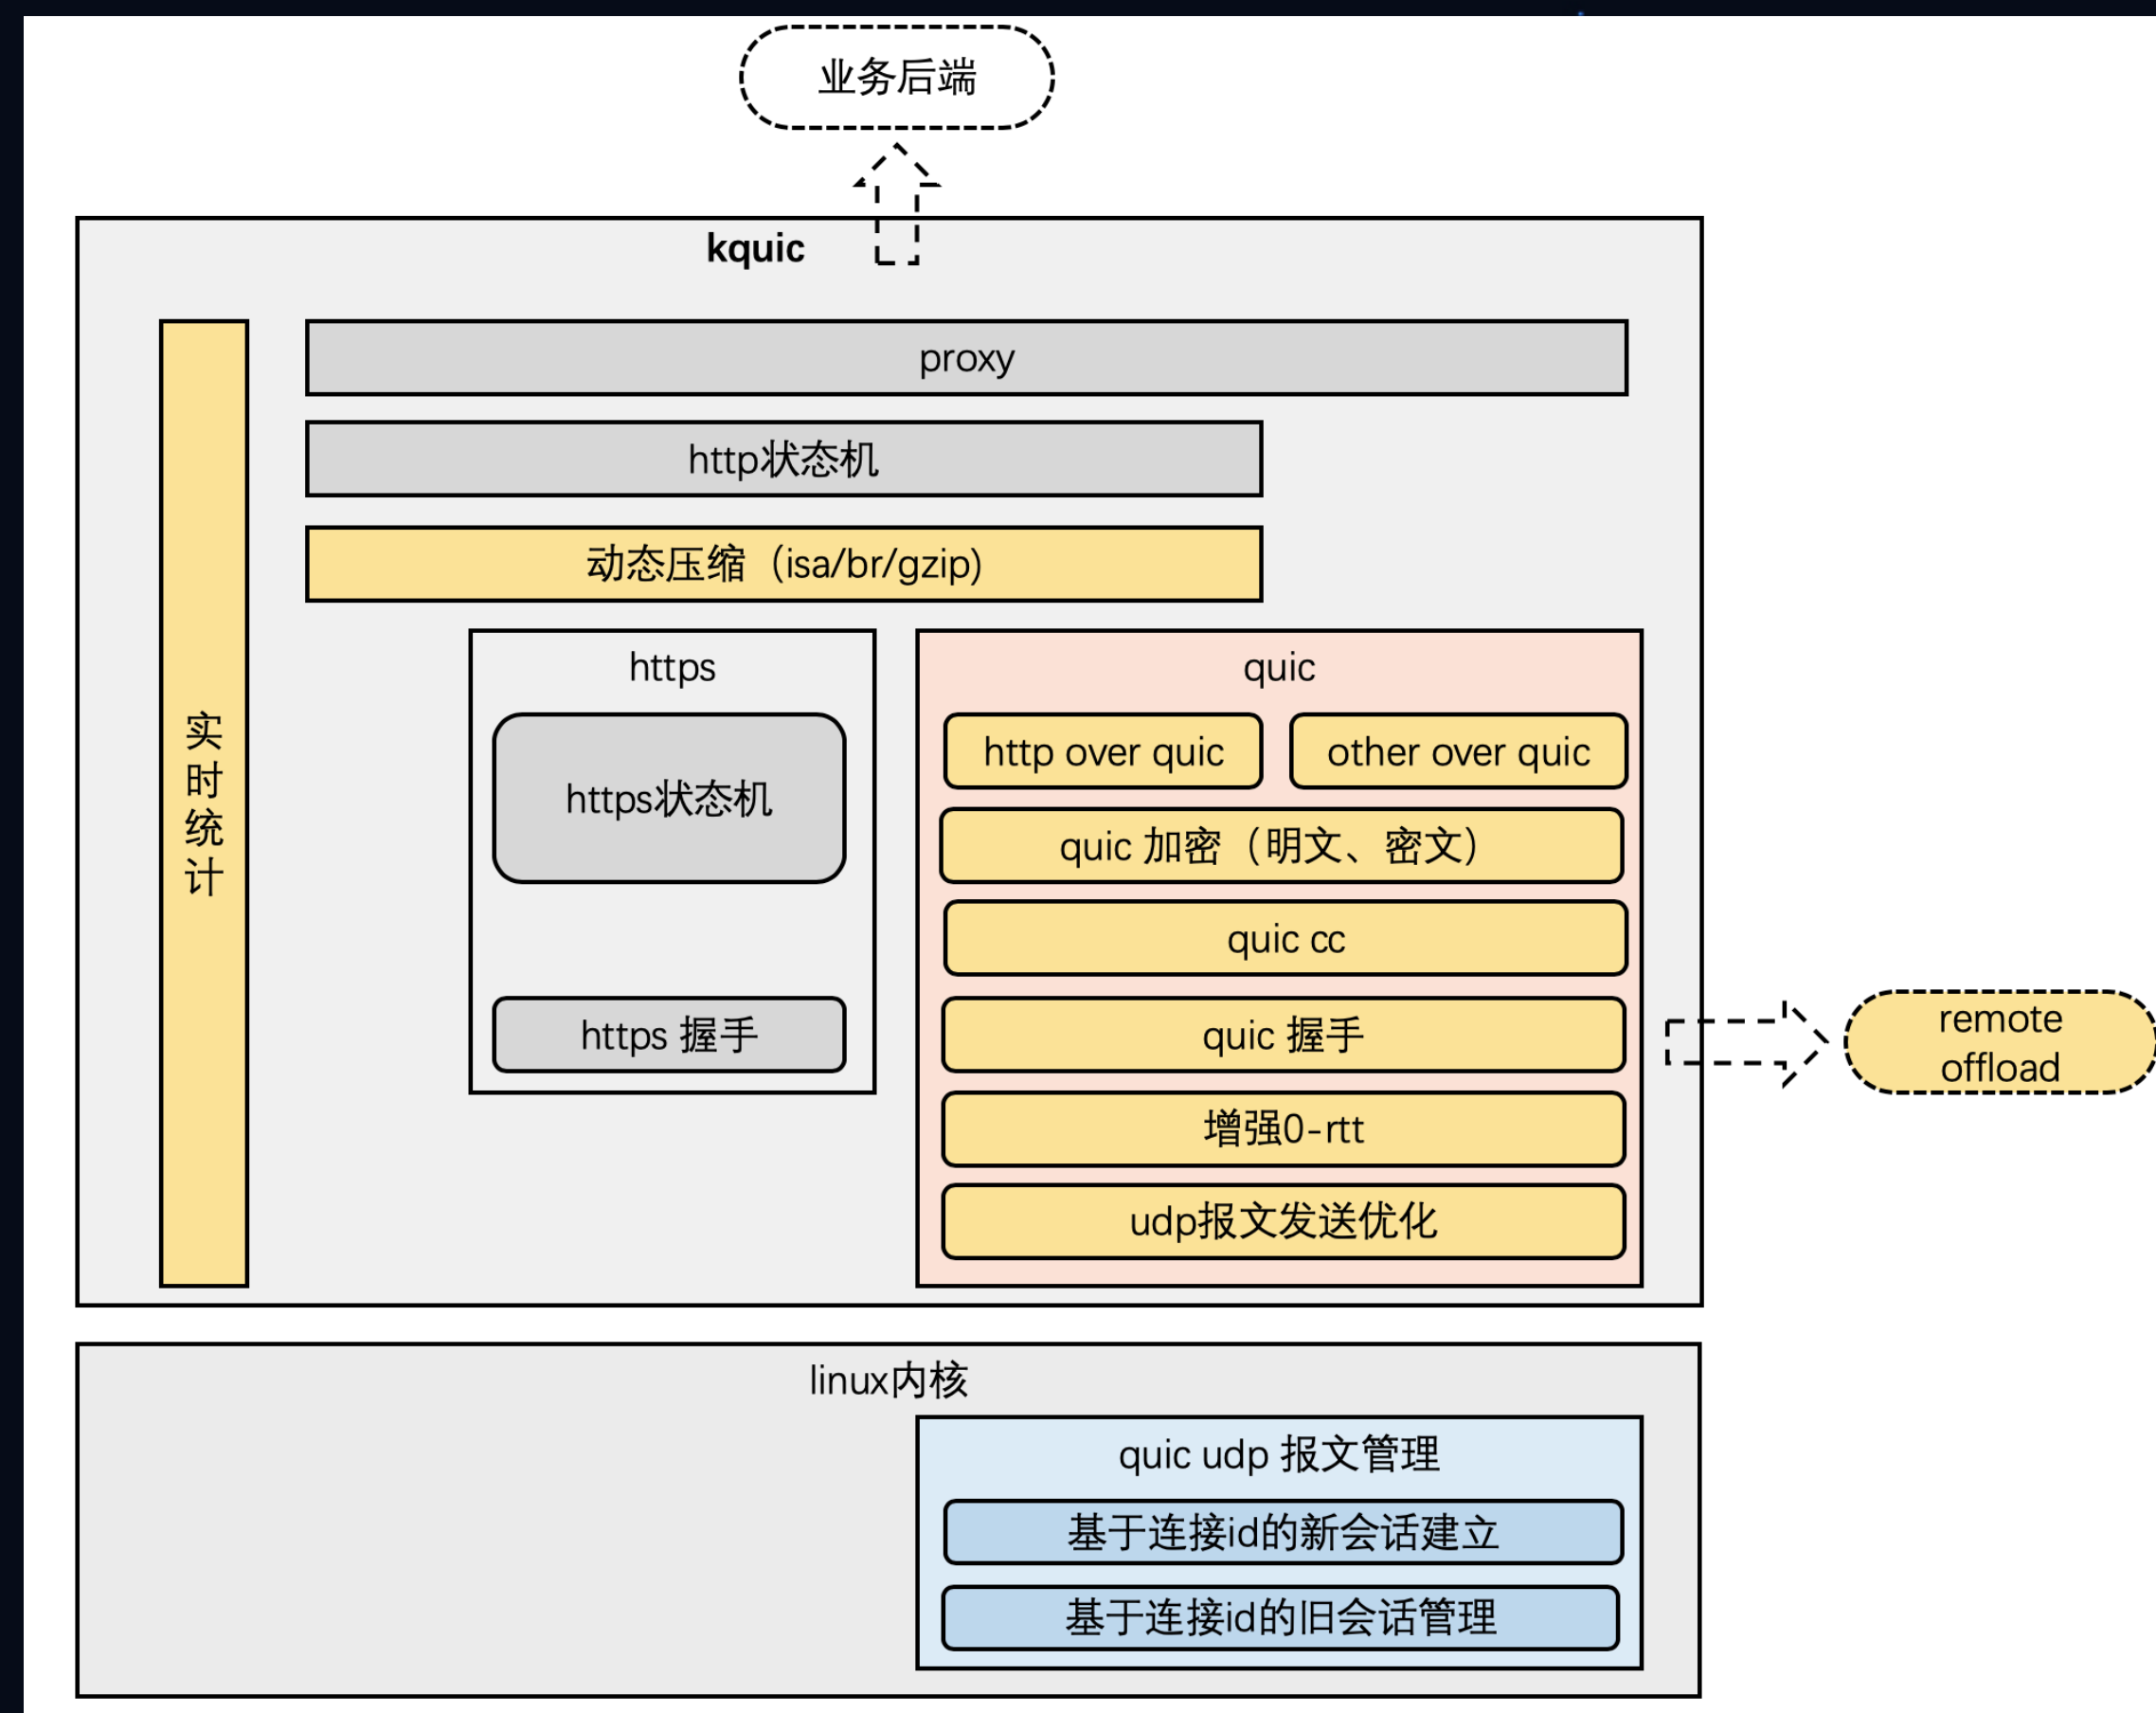 业务后端
kquic
proxy
http状态机
动态压缩（isa/br/gzip)
实时统计
https
https状态机
https 握手
quic
http over quic
other over quic
quic 加密（明文、密文）
quic cc
quic 握手
增强0-rtt
udp报文发送优化
remote
offload
linux内核
quic udp 报文管理
基于连接id的新会话建立
基于连接id的旧会话管理